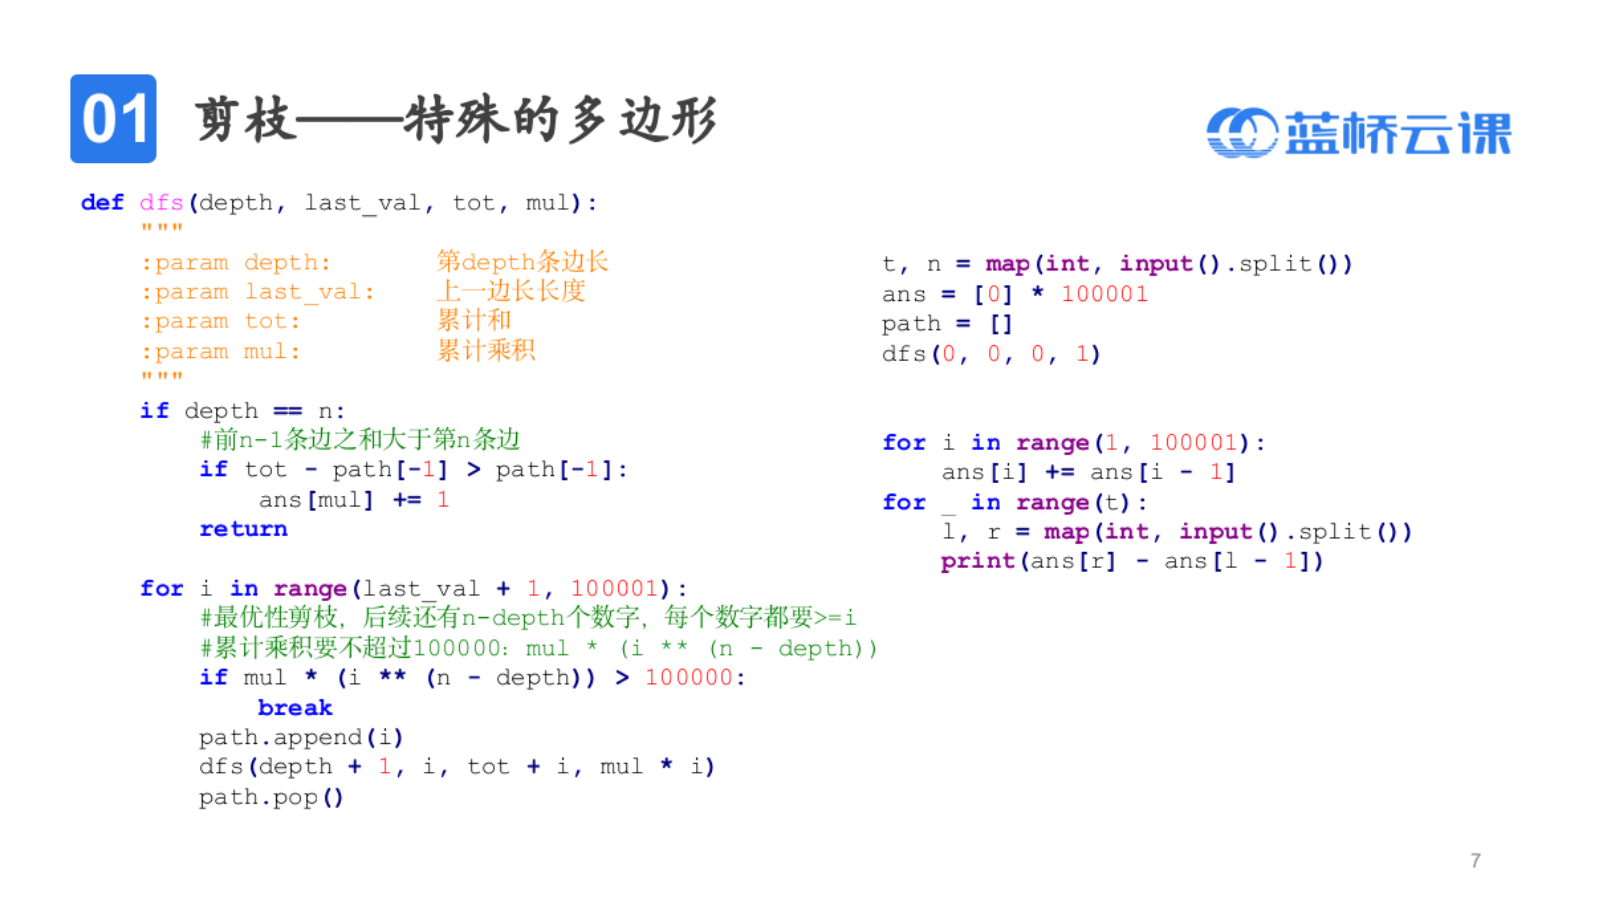 01 剪枝——特殊的多边形
蓝桥云课
def dfs(depth, last_val, tot, mul):
    """
    :param depth:       第depth条边长
    :param last_val:    上一边长长度
    :param tot:         累计和
    :param mul:         累计乘积
    """
    if depth == n:
        #前n-1条边之和大于第n条边
        if tot - path[-1] > path[-1]:
            ans[mul] += 1
        return
    for i in range(last_val + 1, 100001):
        #最优性剪枝，后续还有n-depth个数字，每个数字都要>=i
        #累计乘积要不超过100000：mul * (i ** (n - depth))
        if mul * (i ** (n - depth)) > 100000:
            break
        path.append(i)
        dfs(depth + 1, i, tot + i, mul * i)
        path.pop()
t, n = map(int, input().split())
ans = [0] * 100001
path = []
dfs(0, 0, 0, 1)
for i in range(1, 100001):
    ans[i] += ans[i - 1]
for _ in range(t):
    l, r = map(int, input().split())
    print(ans[r] - ans[l - 1])
7